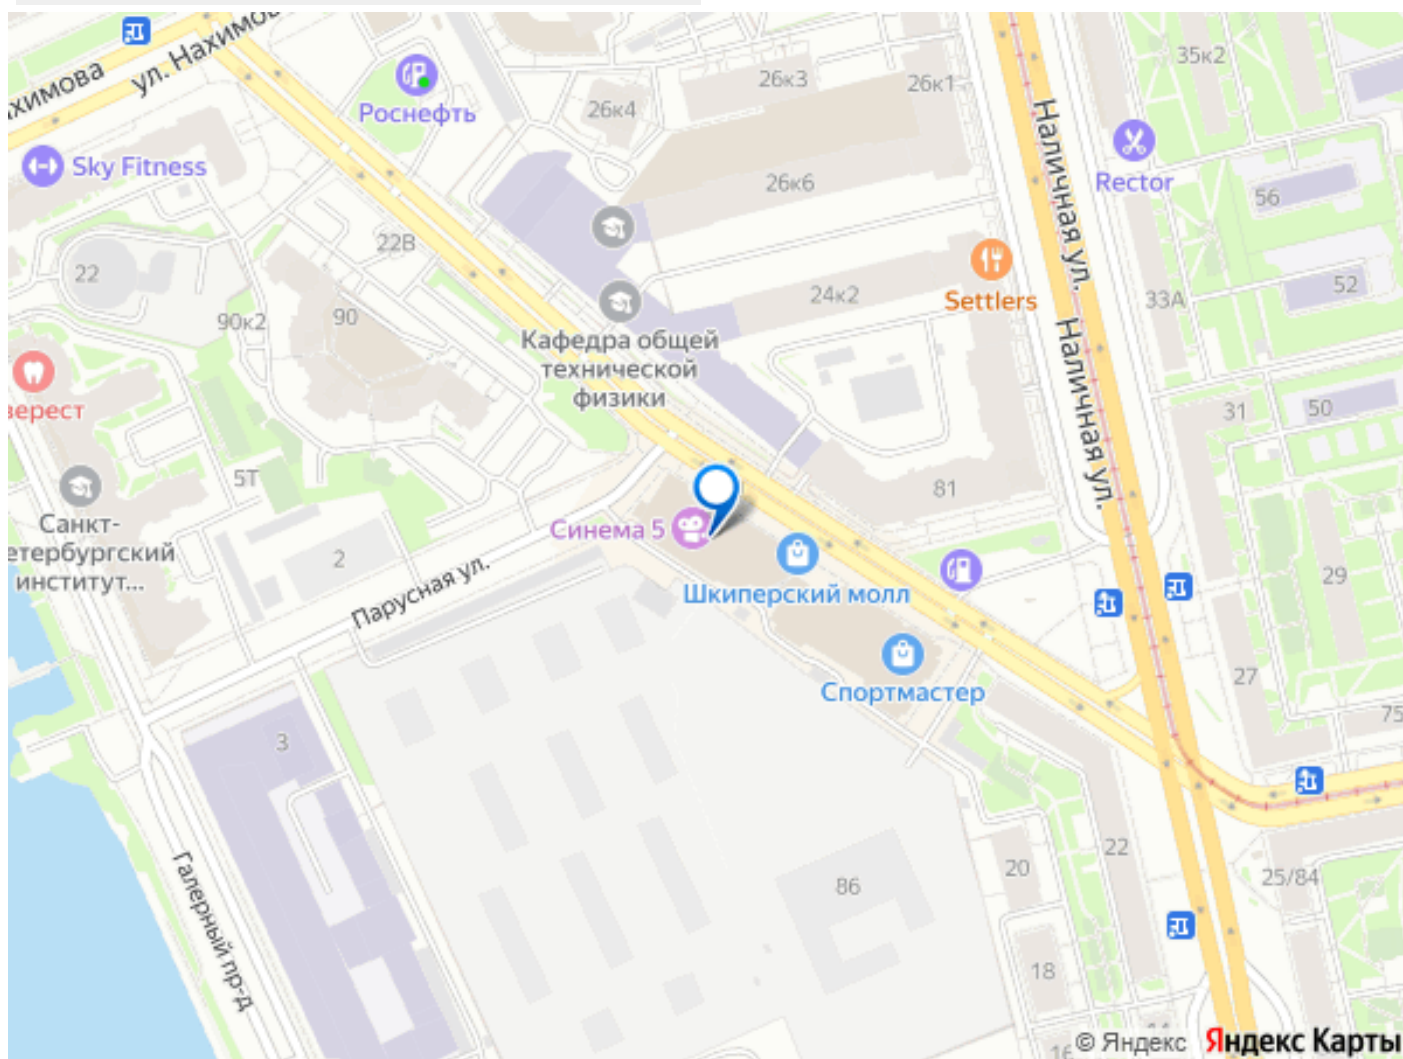 ул. Нахимова
ахимова
Роснефть
Sky Fitness
26к3
26к1
26к4
26к6
35к2
Rector
Наличная ул.
56
22В
22
90к2
90
24к2
Settlers
33А
52
Кафедра общей
технической
физики
Наличная ул.
31
50
верест
5Т
81
Санкт-
етербургский
институт...
2
Синема 5
Парусная ул.
Шкиперский молл
29
Спортмастер
27
75
3
Галерный пр-д
86
20
22
25/84
18
16
© Яндекс
Яндекс Карты